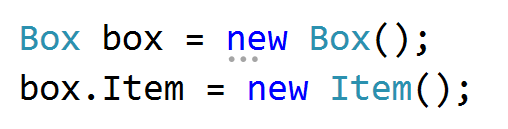 Box box = new Box();
box.Item = new Item();